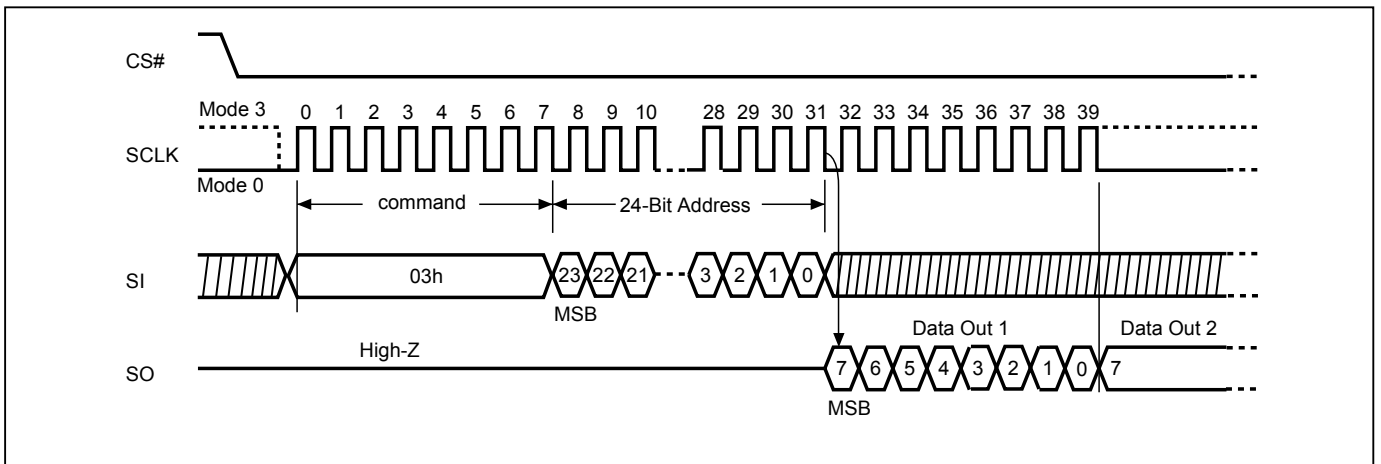 CS#
Mode 3
0 1 2 3 4 5 6 7 8 9 10 28 29 30 31 32 33 34 35 36 37 38 39
SCLK
Mode 0
command
24-Bit Address
SI
03h
23 22 21 3 2 1 0
MSB
Data Out 1
Data Out 2
High-Z
SO
7 6 5 4 3 2 1 0 7
MSB